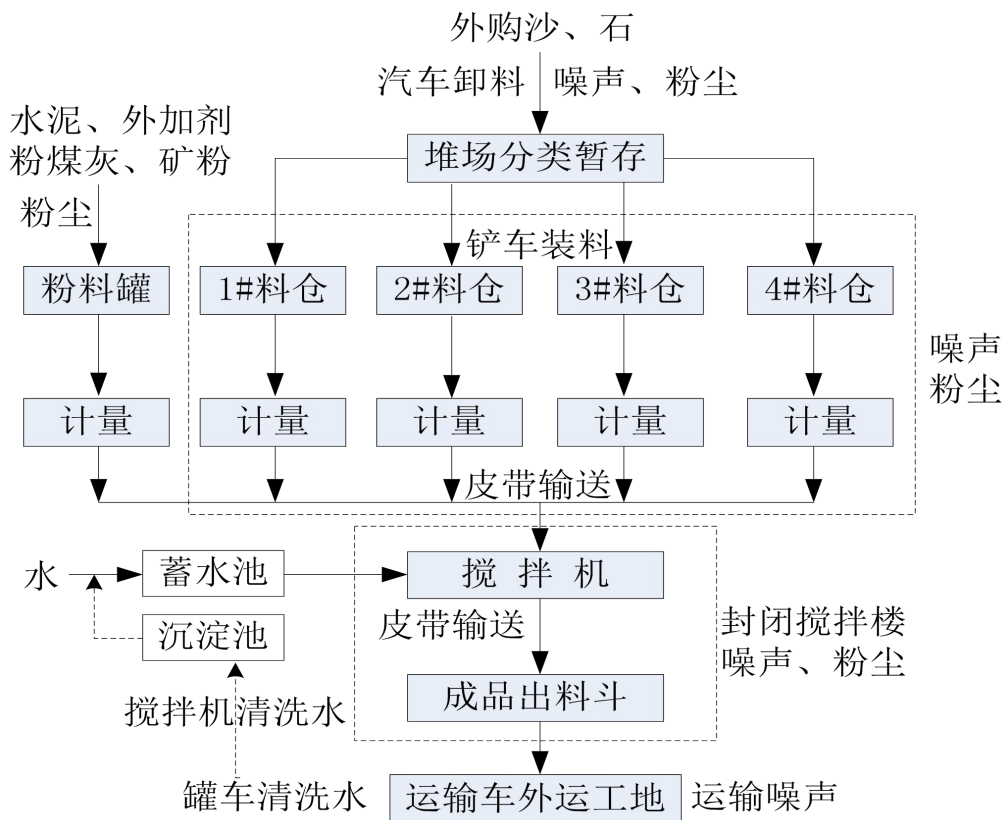 外购沙、石
汽车卸料
噪声、粉尘
水泥、外加剂
粉煤灰、矿粉
粉尘
堆场分类暂存
铲车装料
粉料罐
1#料仓
2#料仓
3#料仓
4#料仓
噪声
粉尘
计量
计量
计量
计量
计量
皮带输送
水
蓄水池
搅拌机
沉淀池
皮带输送
封闭搅拌楼
噪声、粉尘
成品出料斗
搅拌机清洗水
罐车清洗水
运输车外运工地
运输噪声